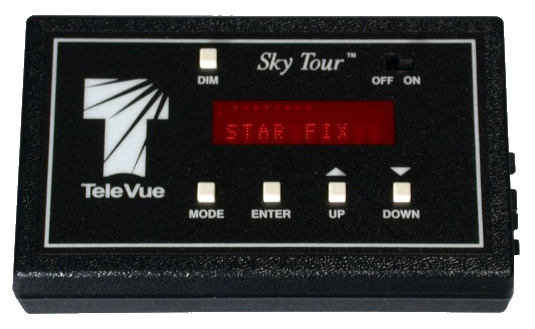 Sky Tour™
DIM
OFF ON
STAR FIX
TeleVue
MODE ENTER UP DOWN